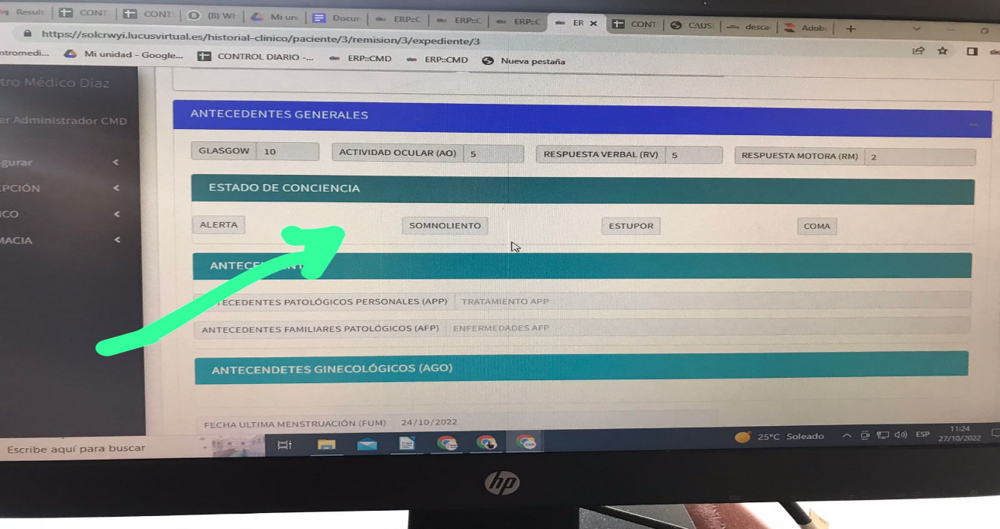 Result CONT CONT (8) Wh Mi un Docur ERP::C ERP::C ERP::C ER CONT CAUS desca Adob
https://solcrwyi.lucusvirtual.es/historial-clinico/paciente/3/remision/3/expediente/3
ntromedi... Mi unidad - Google... CONTROL DIARIO -... ERP::CMD ERP::CMD Nueva pestaña
tro Médico Díaz
er Administrador CMD
gurar
EPCIÓN
ICO
MACIA
ANTECEDENTES GENERALES
GLASGOW 10 ACTIVIDAD OCULAR (AO) 5 RESPUESTA VERBAL (RV) 5 RESPUESTA MOTORA (RM) 2
ESTADO DE CONCIENCIA
ALERTA SOMNOLIENTO ESTUPOR COMA
ANTECEDENT
TECEDENTES PATOLÓGICOS PERSONALES (APP) TRATAMIENTO APP
ANTECEDENTES FAMILIARES PATOLÓGICOS (AFP) ENFERMEDADES AFP
ANTECENDETES GINECOLÓGICOS (AGO)
FECHA ULTIMA MENSTRUACIÓN (FUM) 24/10/2022
Escribe aquí para buscar 25°C Soleado ESP 11:24
27/10/2022
hp